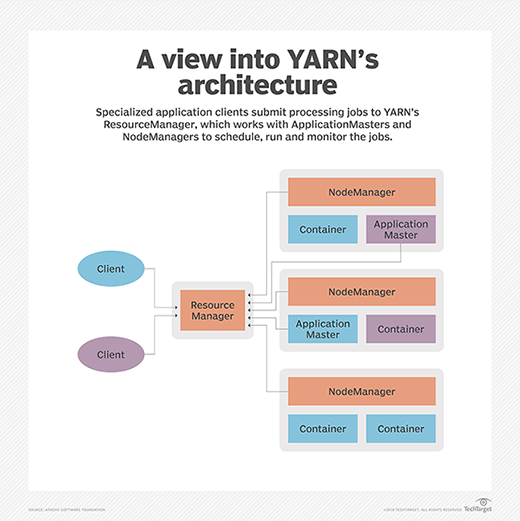 A view into YARN's
architecture
Specialized application clients submit processing jobs to YARN's
ResourceManager, which works with ApplicationMasters and
NodeManagers to schedule, run and monitor the jobs.
NodeManager
Container
Application
Master
Client
Resource
Manager
NodeManager
Application
Master
Container
Client
NodeManager
Container
Container
SOURCE: APACHE SOFTWARE FOUNDATION
©2019 TECHTARGET. ALL RIGHTS RESERVED
TechTarget